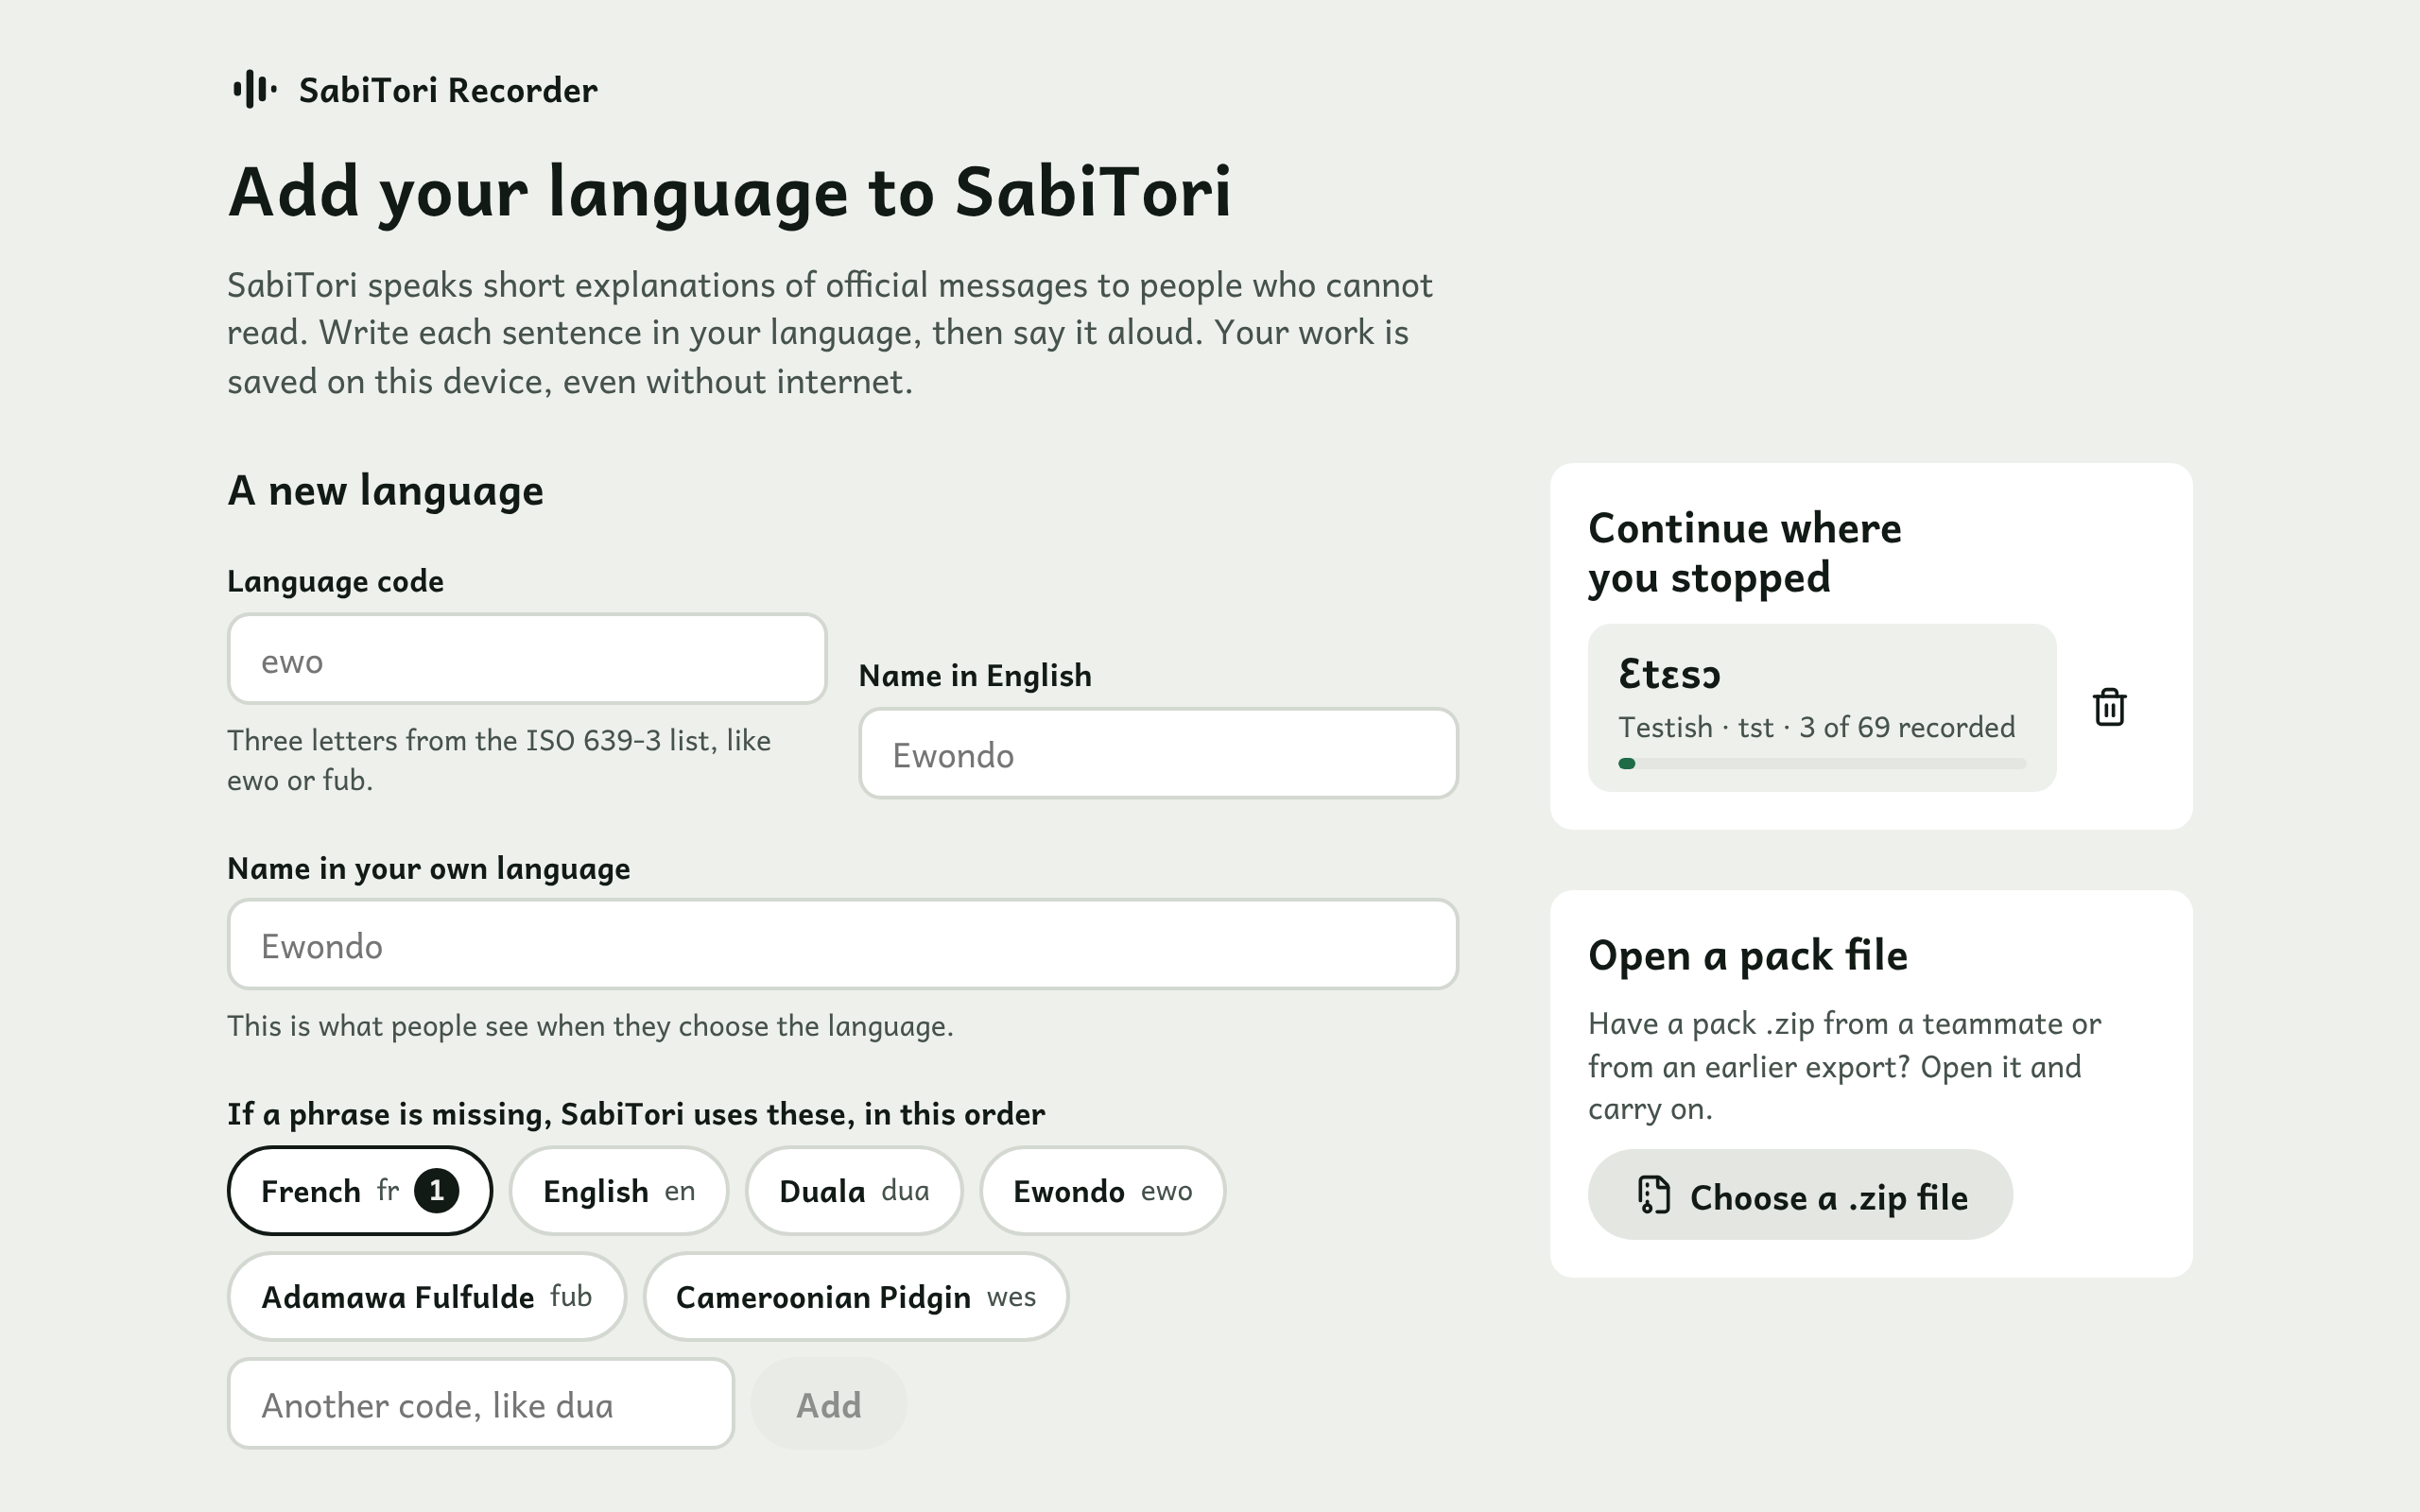 SabiTori Recorder
Add your language to SabiTori
SabiTori speaks short explanations of official messages to people who cannot
read. Write each sentence in your language, then say it aloud. Your work is
saved on this device, even without internet.
A new language
Language code
ewo
Three letters from the ISO 639-3 list, like
ewo or fub.
Name in English
Ewondo
Name in your own language
Ewondo
This is what people see when they choose the language.
If a phrase is missing, SabiTori uses these, in this order
French fr 1
English en
Duala dua
Ewondo ewo
Adamawa Fulfulde fub
Cameroonian Pidgin wes
Another code, like dua
Add
Continue where
you stopped
Ɛtɛsɔ
Testish · tst · 3 of 69 recorded
Open a pack file
Have a pack .zip from a teammate or
from an earlier export? Open it and
carry on.
Choose a .zip file